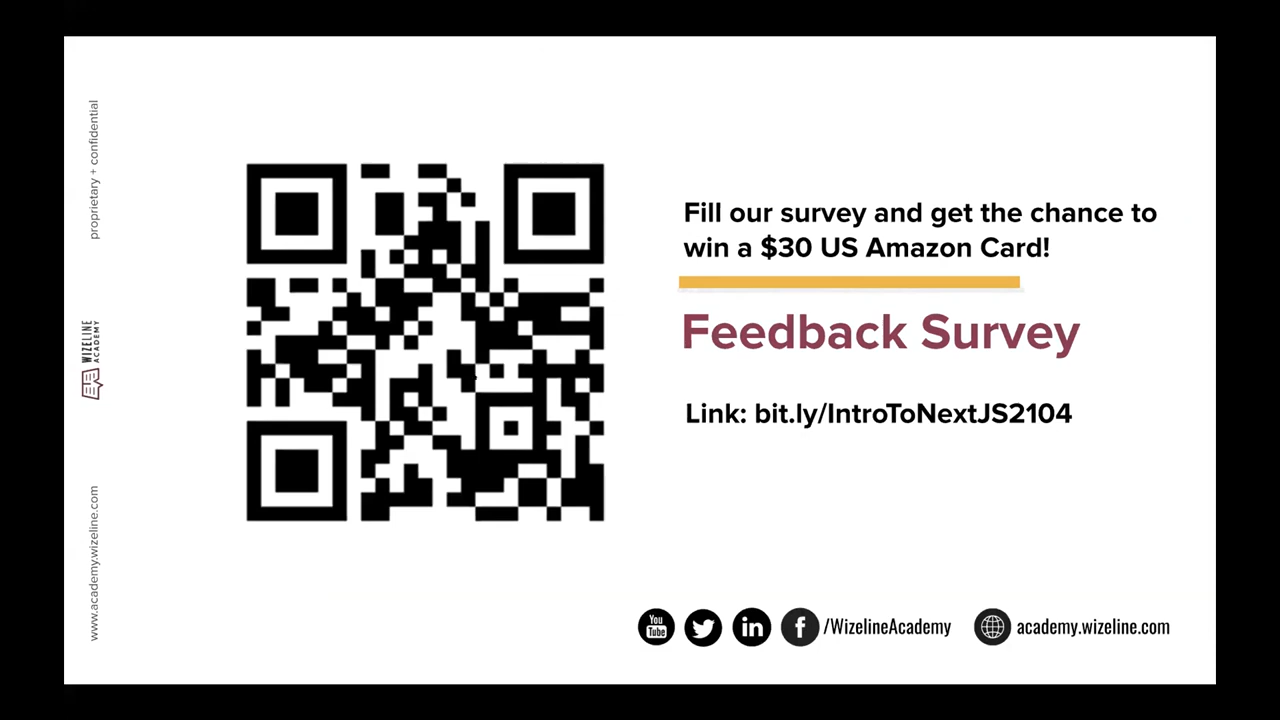 proprietary + confidential
WIZELINE
ACADEMY
www.academy.wizeline.com
Fill our survey and get the chance to
win a $30 US Amazon Card!
Feedback Survey
Link: bit.ly/IntroToNextJS2104
You
Tube
in
f
/WizelineAcademy
academy.wizeline.com